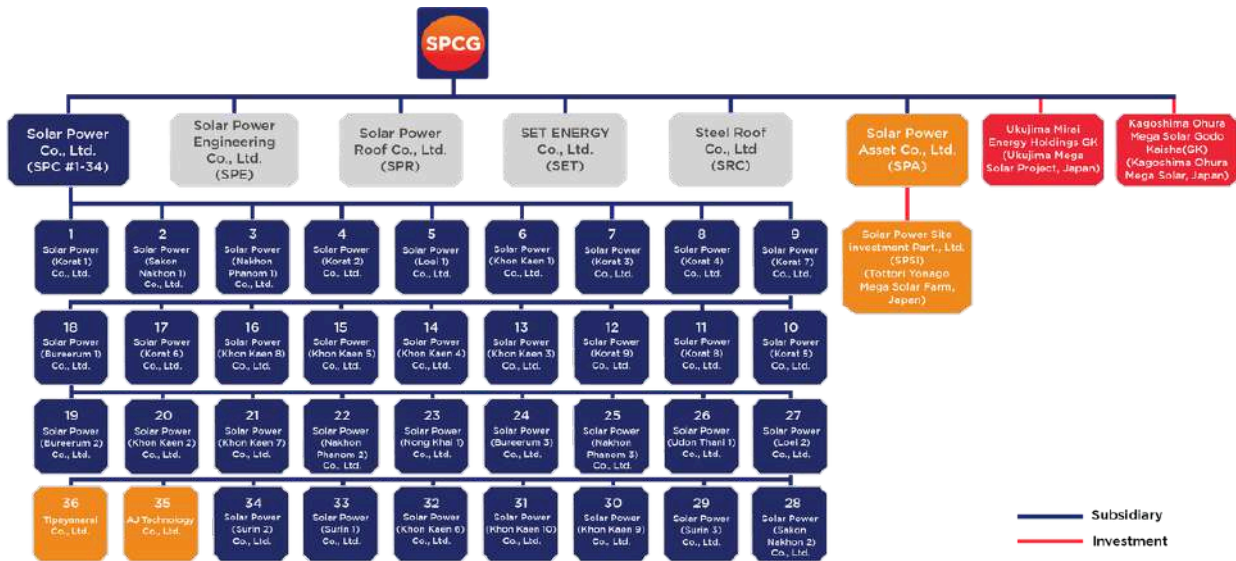 SPCG
Solar Power
Co., Ltd.
(SPC #1-34)
Solar Power
Engineering
Co., Ltd.
(SPE)
Solar Power
Roof Co., Ltd.
(SPR)
SET ENERGY
Co., Ltd.
(SET)
Steel Roof
Co., Ltd
(SRC)
Solar Power
Asset Co., Ltd.
(SPA)
Ukujima Mirai
Energy Holdings GK
(Ukujima Mega
Solar Project, Japan)
Kagoshima Ohura
Mega Solar Godo
Kaisha(GK)
(Kagoshima Ohura
Mega Solar, Japan)
1
Solar Power
(Korat 1)
Co., Ltd.
2
Solar Power
(Sakon
Nakhon 1)
Co., Ltd.
3
Solar Power
(Nakhon
Phanom 1)
Co., Ltd.
4
Solar Power
(Korat 2)
Co., Ltd.
5
Solar Power
(Loei 1)
Co., Ltd.
6
Solar Power
(Khon Kaen 1)
Co., Ltd.
7
Solar Power
(Korat 3)
Co., Ltd.
8
Solar Power
(Korat 4)
Co., Ltd.
9
Solar Power
(Korat 7)
Co., Ltd.
Solar Power Site
Investment Part., Ltd.
(SPSI)
(Tottori Yonago
Mega Solar Farm,
Japan)
18
Solar Power
(Bureerum 1)
Co., Ltd.
17
Solar Power
(Korat 6)
Co., Ltd.
16
Solar Power
(Khon Kaen 8)
Co., Ltd.
15
Solar Power
(Khon Kaen 5)
Co., Ltd.
14
Solar Power
(Khon Kaen 4)
Co., Ltd.
13
Solar Power
(Khon Kaen 3)
Co., Ltd.
12
Solar Power
(Korat 9)
Co., Ltd.
11
Solar Power
(Korat 8)
Co., Ltd.
10
Solar Power
(Korat 5)
Co., Ltd.
19
Solar Power
(Bureerum 2)
Co., Ltd.
20
Solar Power
(Khon Kaen 2)
Co., Ltd.
21
Solar Power
(Khon Kaen 7)
Co., Ltd.
22
Solar Power
(Nakhon
Phanom 2)
Co., Ltd.
23
Solar Power
(Nong Khai 1)
Co., Ltd.
24
Solar Power
(Bureerum 3)
Co., Ltd.
25
Solar Power
(Nakhon
Phanom 3)
Co., Ltd.
26
Solar Power
(Udon Thani 1)
Co., Ltd.
27
Solar Power
(Loei 2)
Co., Ltd.
36
Tipayanarai
Co., Ltd.
35
AJ Technology
Co., Ltd.
34
Solar Power
(Surin 2)
Co., Ltd.
33
Solar Power
(Surin 1)
Co., Ltd.
32
Solar Power
(Khon Kaen 6)
Co., Ltd.
31
Solar Power
(Khon Kaen 10)
Co., Ltd.
30
Solar Power
(Khon Kaen 9)
Co., Ltd.
29
Solar Power
(Surin 3)
Co., Ltd.
28
Solar Power
(Sakon
Nakhon 2)
Co., Ltd.
Subsidiary
Investment